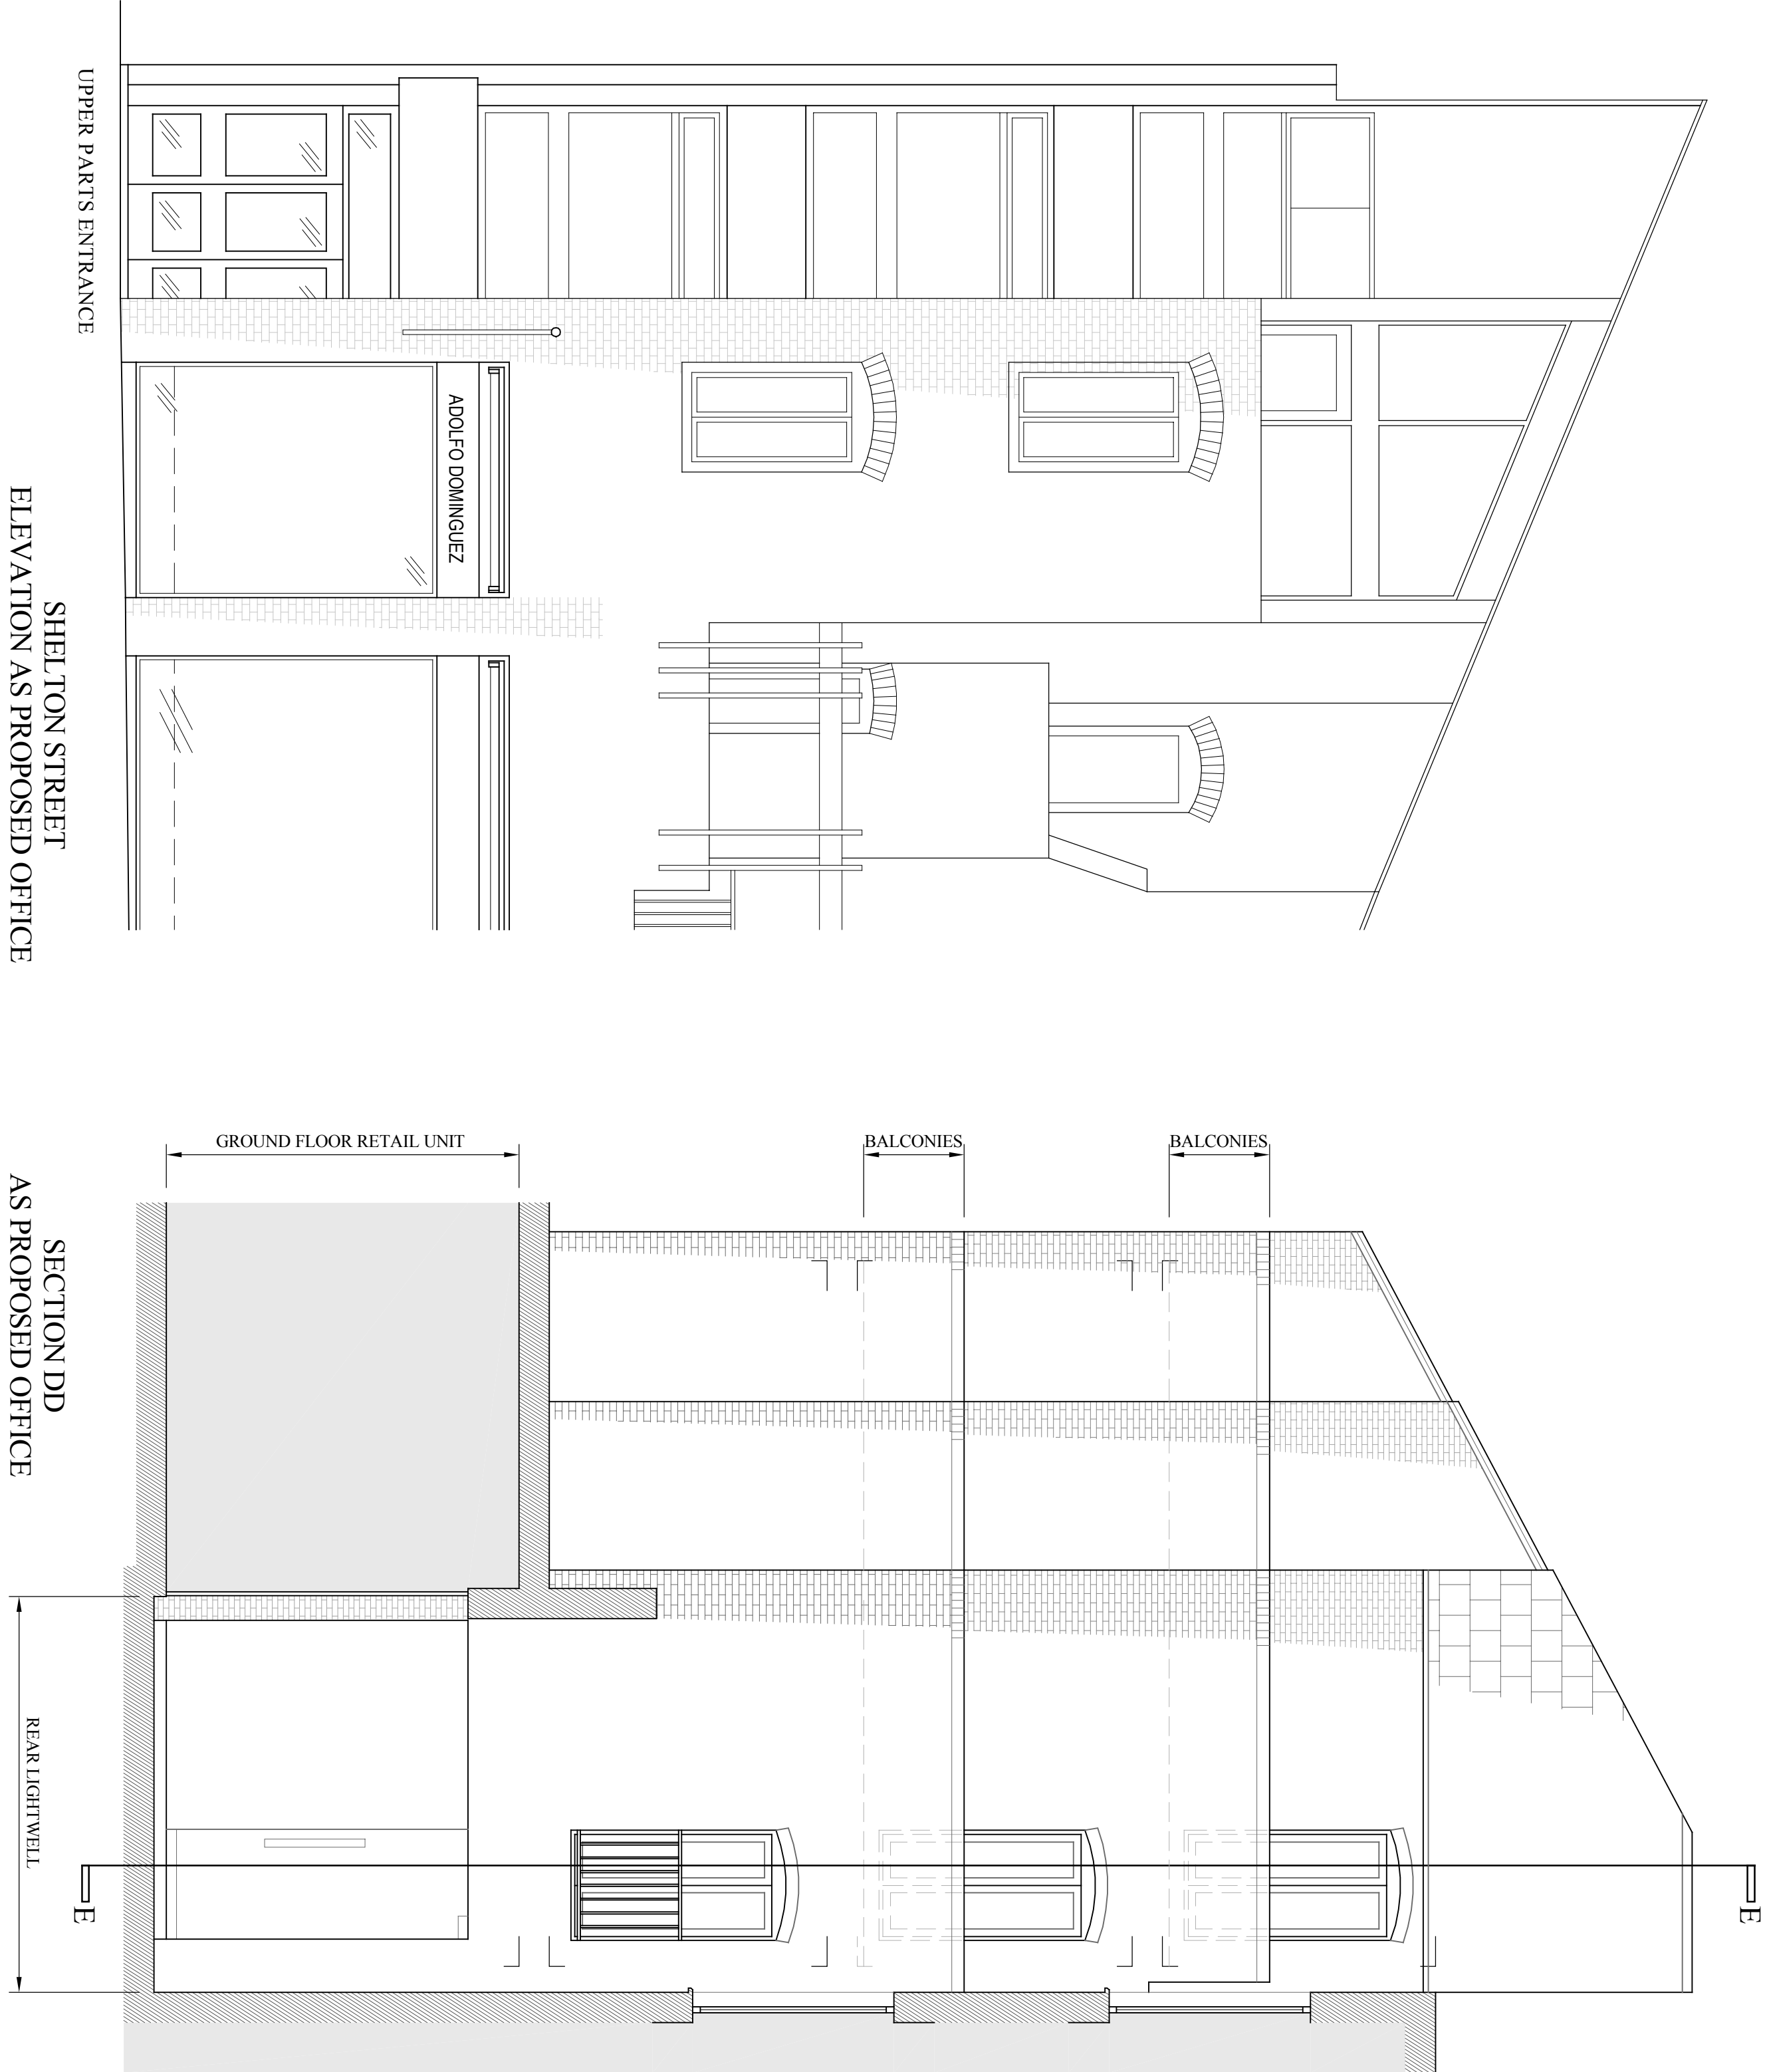 UPPER PARTS ENTRANCE
ADOLFO DOMINGUEZ
SHELTON STREET
ELEVATION AS PROPOSED OFFICE
GROUND FLOOR RETAIL UNIT
BALCONIES
BALCONIES
REAR LIGHTWELL
E
E
SECTION DD
AS PROPOSED OFFICE